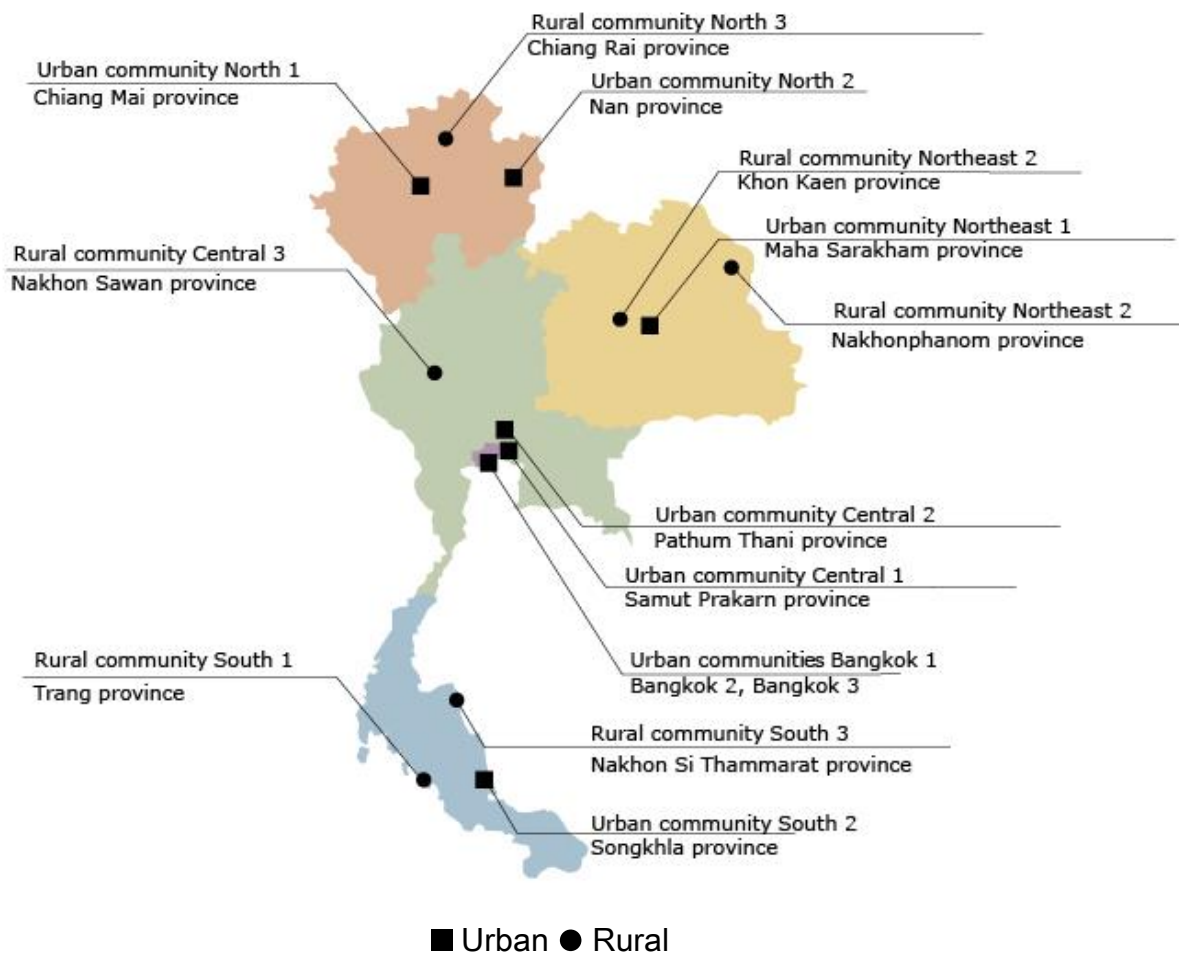 Rural community North 3
Chiang Rai province
Urban community North 1
Chiang Mai province
Urban community North 2
Nan province
Rural community Northeast 2
Khon Kaen province
Urban community Northeast 1
Maha Sarakham province
Rural community Central 3
Nakhon Sawan province
Rural community Northeast 2
Nakhonphanom province
Urban community Central 2
Pathum Thani province
Urban community Central 1
Samut Prakarn province
Rural community South 1
Trang province
Urban communities Bangkok 1
Bangkok 2, Bangkok 3
Rural community South 3
Nakhon Si Thammarat province
Urban community South 2
Songkhla province
Urban Rural